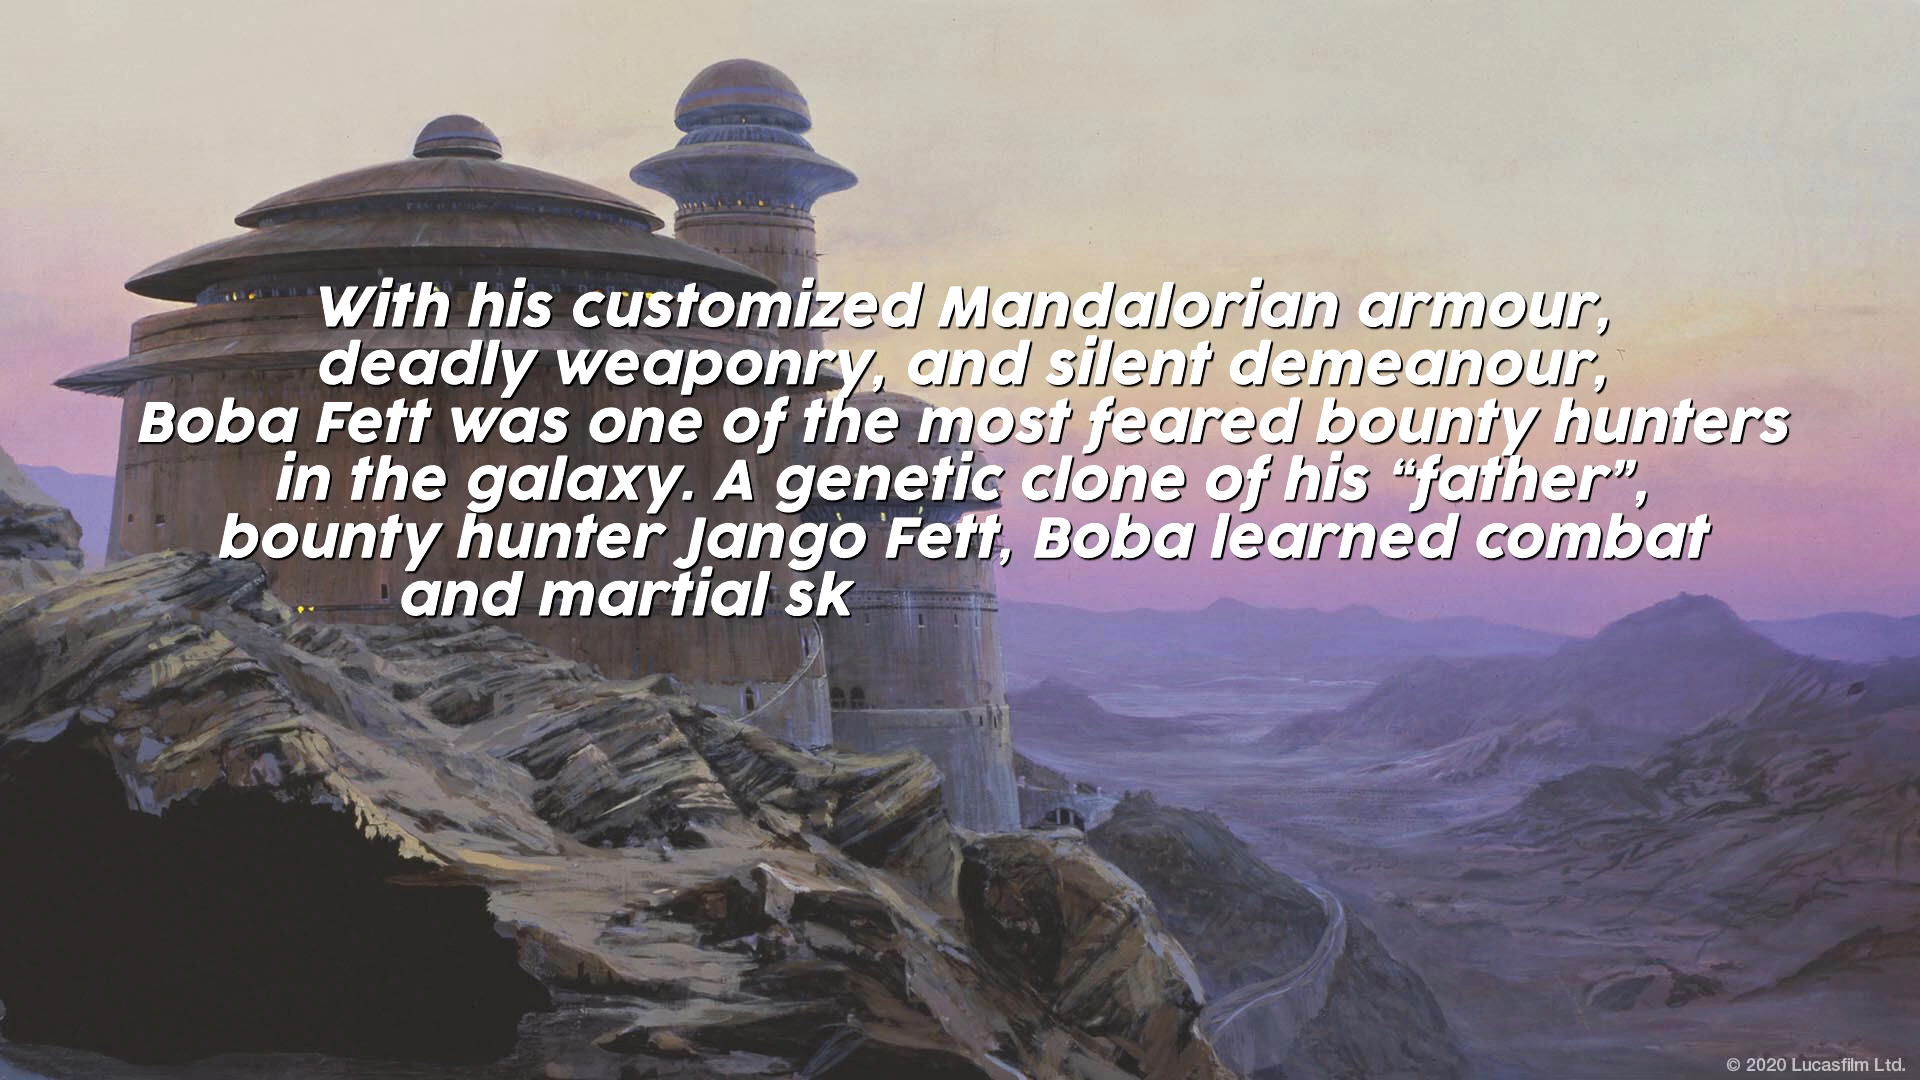 With his customized Mandalorian armour,
deadly weaponry, and silent demeanour,
Boba Fett was one of the most feared bounty hunters
in the galaxy. A genetic clone of his “father”,
bounty hunter Jango Fett, Boba learned combat
and martial sk
© 2020 Lucasfilm Ltd.